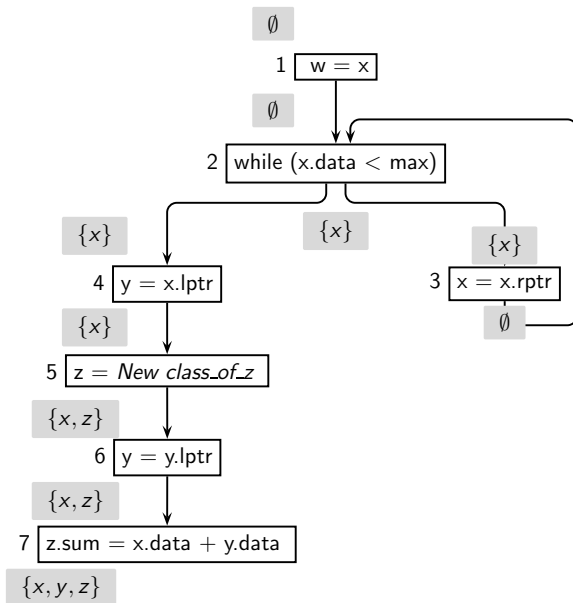 ∅
1 w = x
∅
2 while (x.data < max)
{x}
{x}
{x}
4 y = x.lptr
3 x = x.rptr
{x}
∅
5 z = New class_of_z
{x, z}
6 y = y.lptr
{x, z}
7 z.sum = x.data + y.data
{x, y, z}